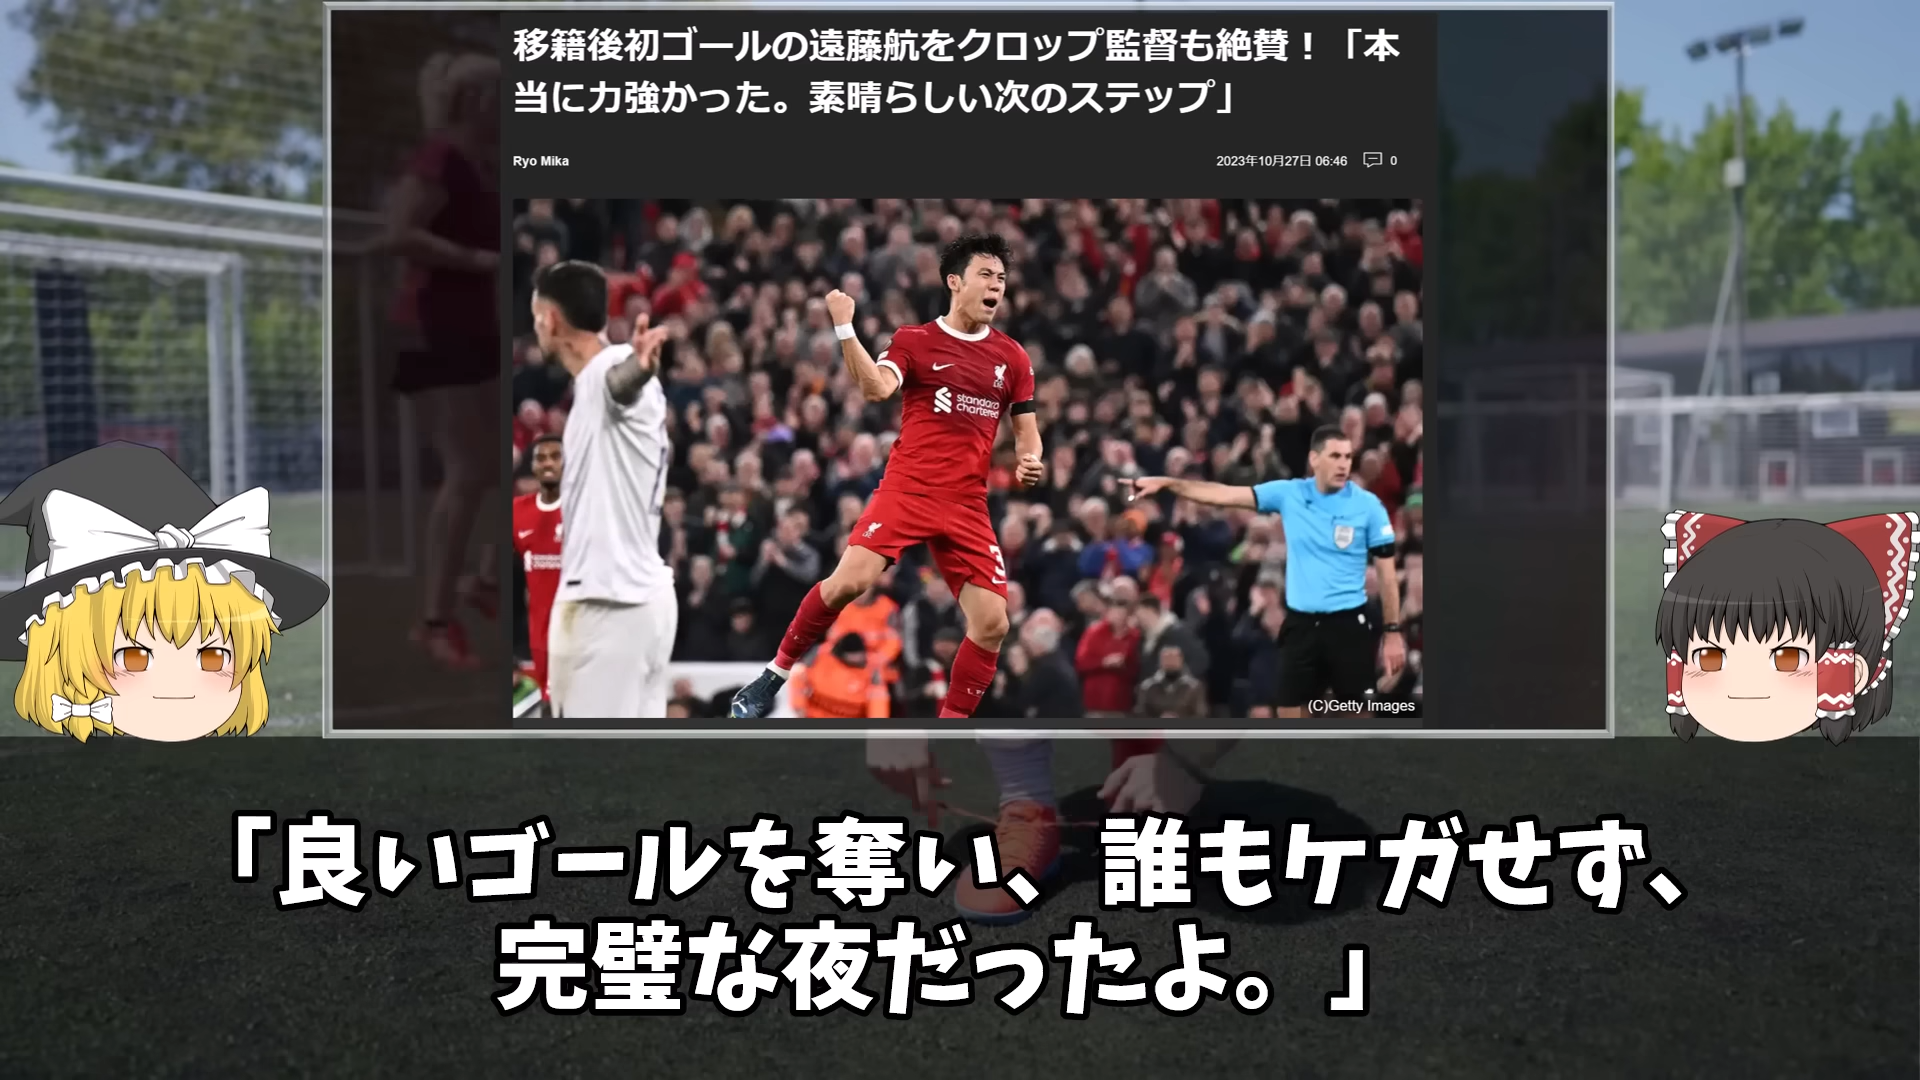 移籍後初ゴールの遠藤航をクロップ監督も絶賛！「本
当に力強かった。素晴らしい次のステップ」
Ryo Mika
2023年10月27日 06:46
0
standard
chartered
3
(C)Getty Images
「良いゴールを奪い、誰もケガせず、
完璧な夜だったよ。」